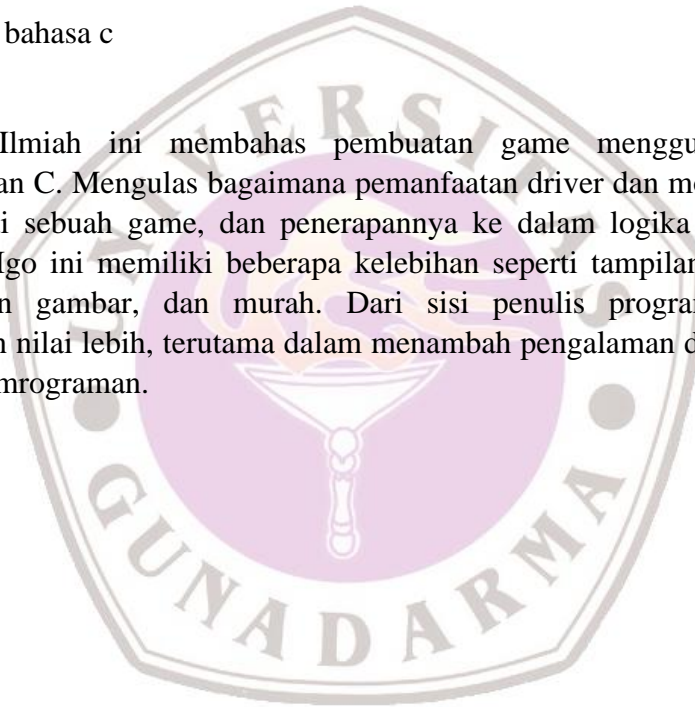 bahasa c
Ilmiah ini membahas pembuatan game menggu
an C. Mengulas bagaimana pemanfaatan driver dan me
i sebuah game, dan penerapannya ke dalam logika
Igo ini memiliki beberapa kelebihan seperti tampilan
n gambar, dan murah. Dari sisi penulis progra
n nilai lebih, terutama dalam menambah pengalaman d
mrograman.
UNIVERSITAS
GUNADARMA